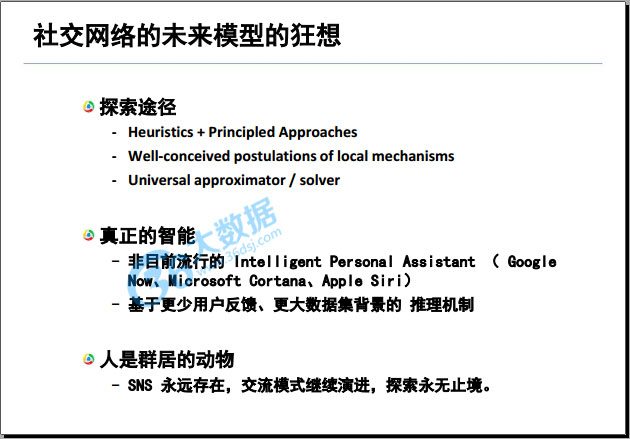 社交网络的未来模型的狂想
探索途径
- Heuristics + Principled Approaches
- Well-conceived postulations of local mechanisms
- Universal approximator / solver
真正的智能
- 非目前流行的 Intelligent Personal Assistant （ Google
Now、Microsoft Cortana、Apple Siri）
- 基于更少用户反馈、更大数据集背景的 推理机制
人是群居的动物
- SNS 永远存在，交流模式继续演进，探索永无止境。
36大数据
www.36dsj.com